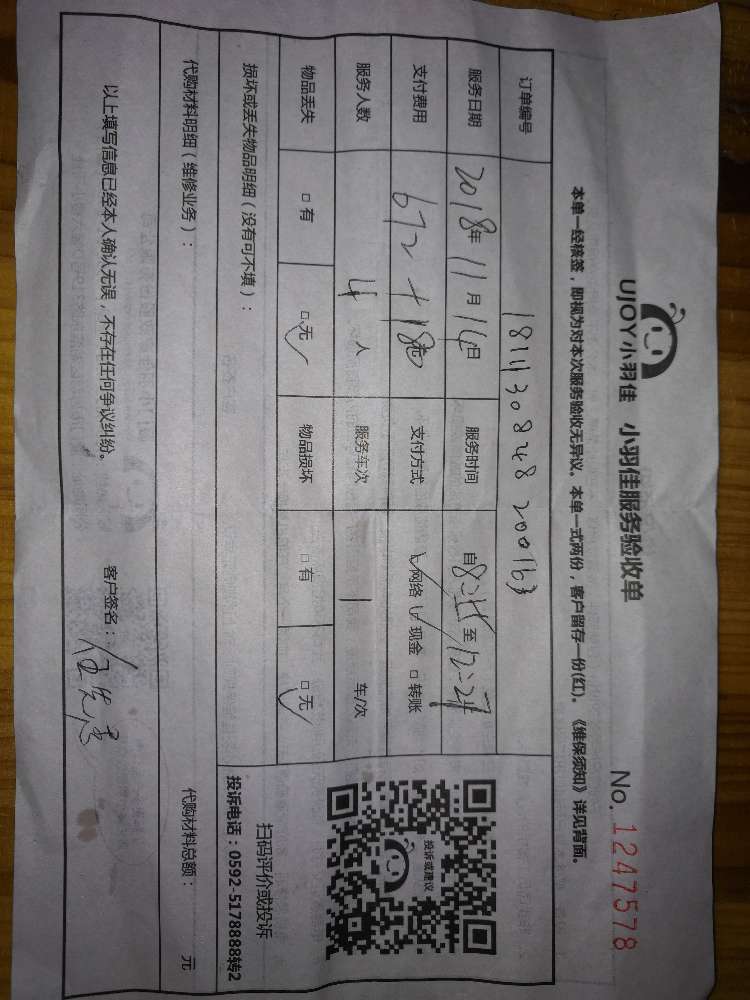 UJOY小羽佳 小羽佳服务验收单
No. 1247578
本单一经核签，即视为对本次服务验收无异议。本单一式两份，客户留存一份(红)。《维保须知》详见背面。
订单编号
服务日期 2018年 11月 14日 服务时间 自8:25至12:25
支付费用 672+180 支付方式 网络 现金 □ 转账
服务人数 4 人 服务车次 1 车/次
物品丢失 □ 有 □ 无 物品损坏 □ 有 □ 无
投诉或建议
扫码评价或投诉
投诉电话：0592-5178888转2
损坏或丢失物品明细（没有可不填）：
代购材料明细（维修业务）： 代购材料总额： 元
以上填写信息已经本人确认无误，不存在任何争议纠纷。 客户签名：